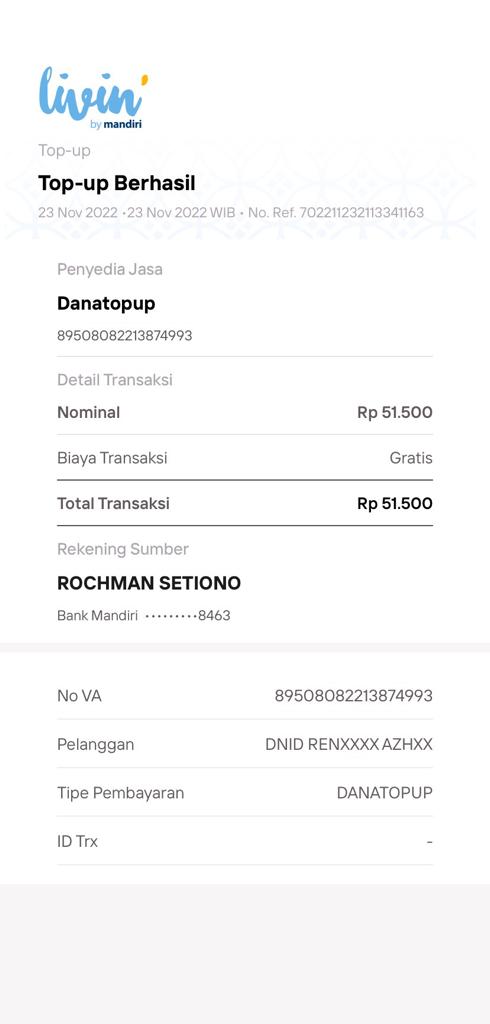 livin'
by mandiri
Top-up
Top-up Berhasil
23 Nov 2022 •23 Nov 2022 WIB • No. Ref. 702211232113341163
Penyedia Jasa
Danatopup
89508082213874993
Detail Transaksi
Nominal Rp 51.500
Biaya Transaksi Gratis
Total Transaksi Rp 51.500
Rekening Sumber
ROCHMAN SETIONO
Bank Mandiri •••••••••8463
No VA 89508082213874993
Pelanggan DNID RENXXXX AZHXX
Tipe Pembayaran DANATOPUP
ID Trx -